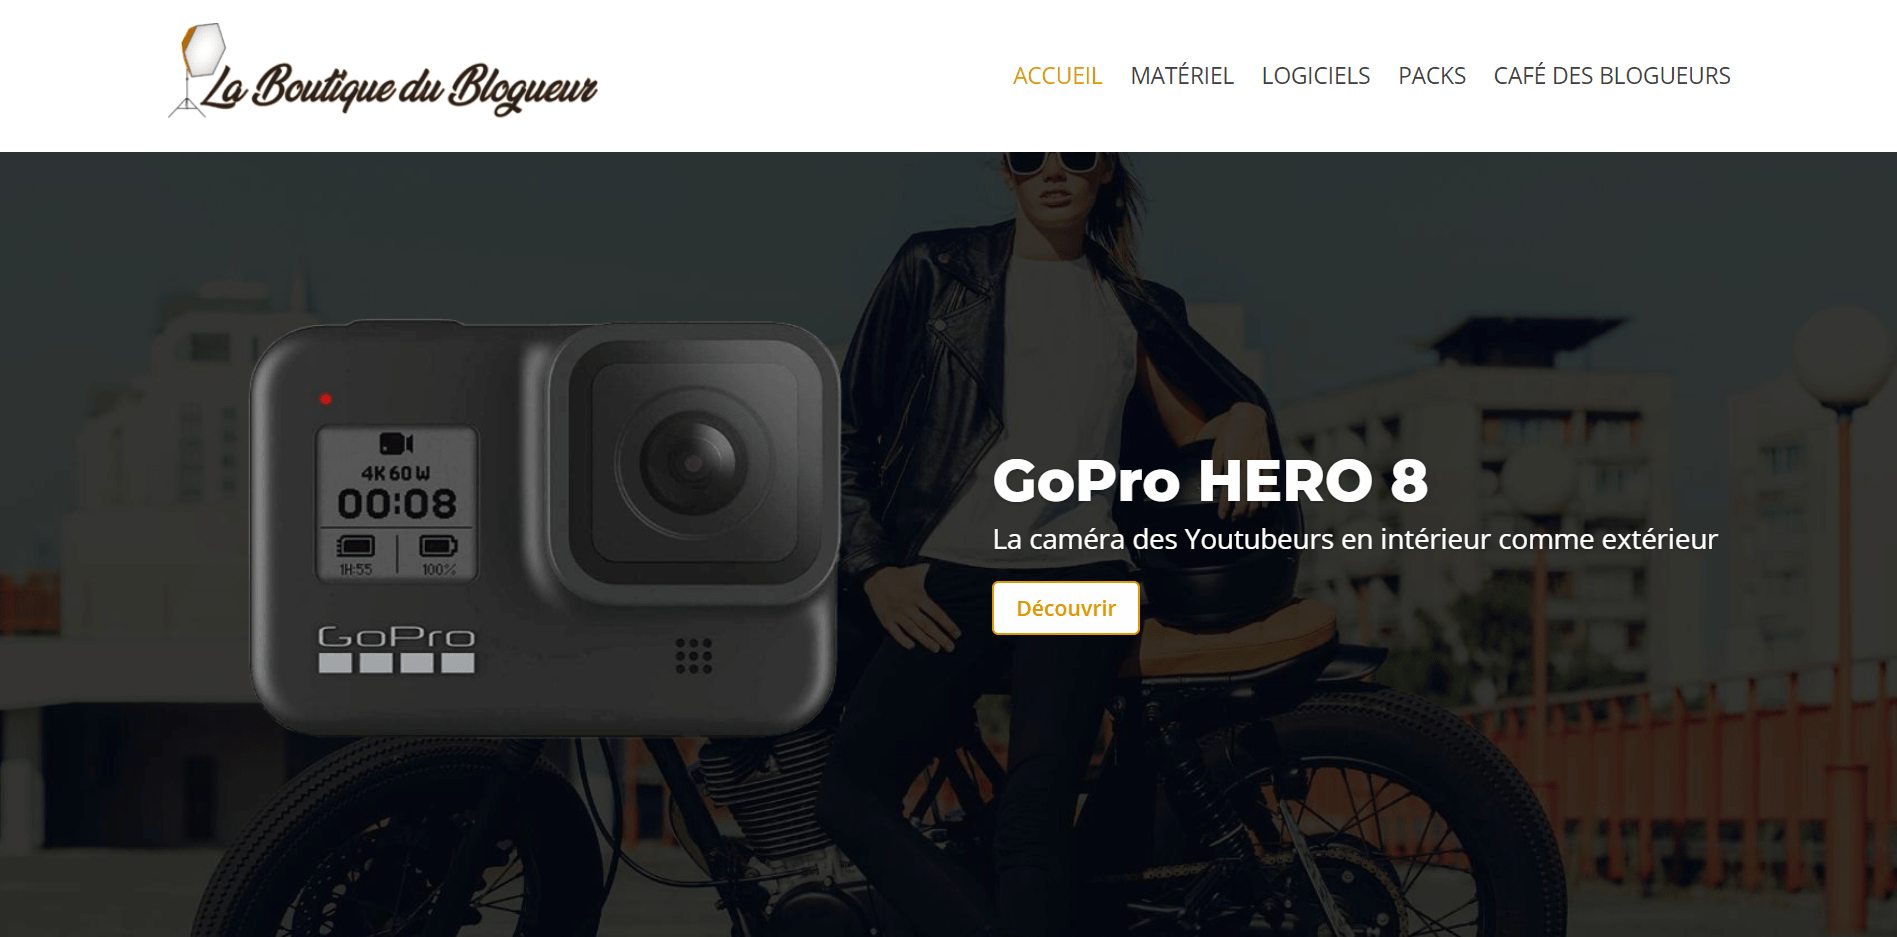 La Boutique du Blogueur
ACCUEIL MATÉRIEL LOGICIELS PACKS CAFÉ DES BLOGUEURS
4K 60 W
00:08
1H:55 100%
GoPro
GoPro HERO 8
La caméra des Youtubeurs en intérieur comme extérieur
Découvrir